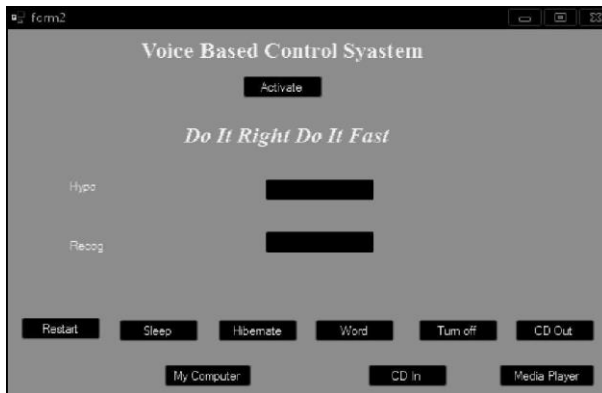 form2
Voice Based Control Syastem
Activate
Do It Right Do It Fast
Hypo
Recog
Restart Sleep Hibernate Word Turn off CD Out
My Computer CD In Media Player